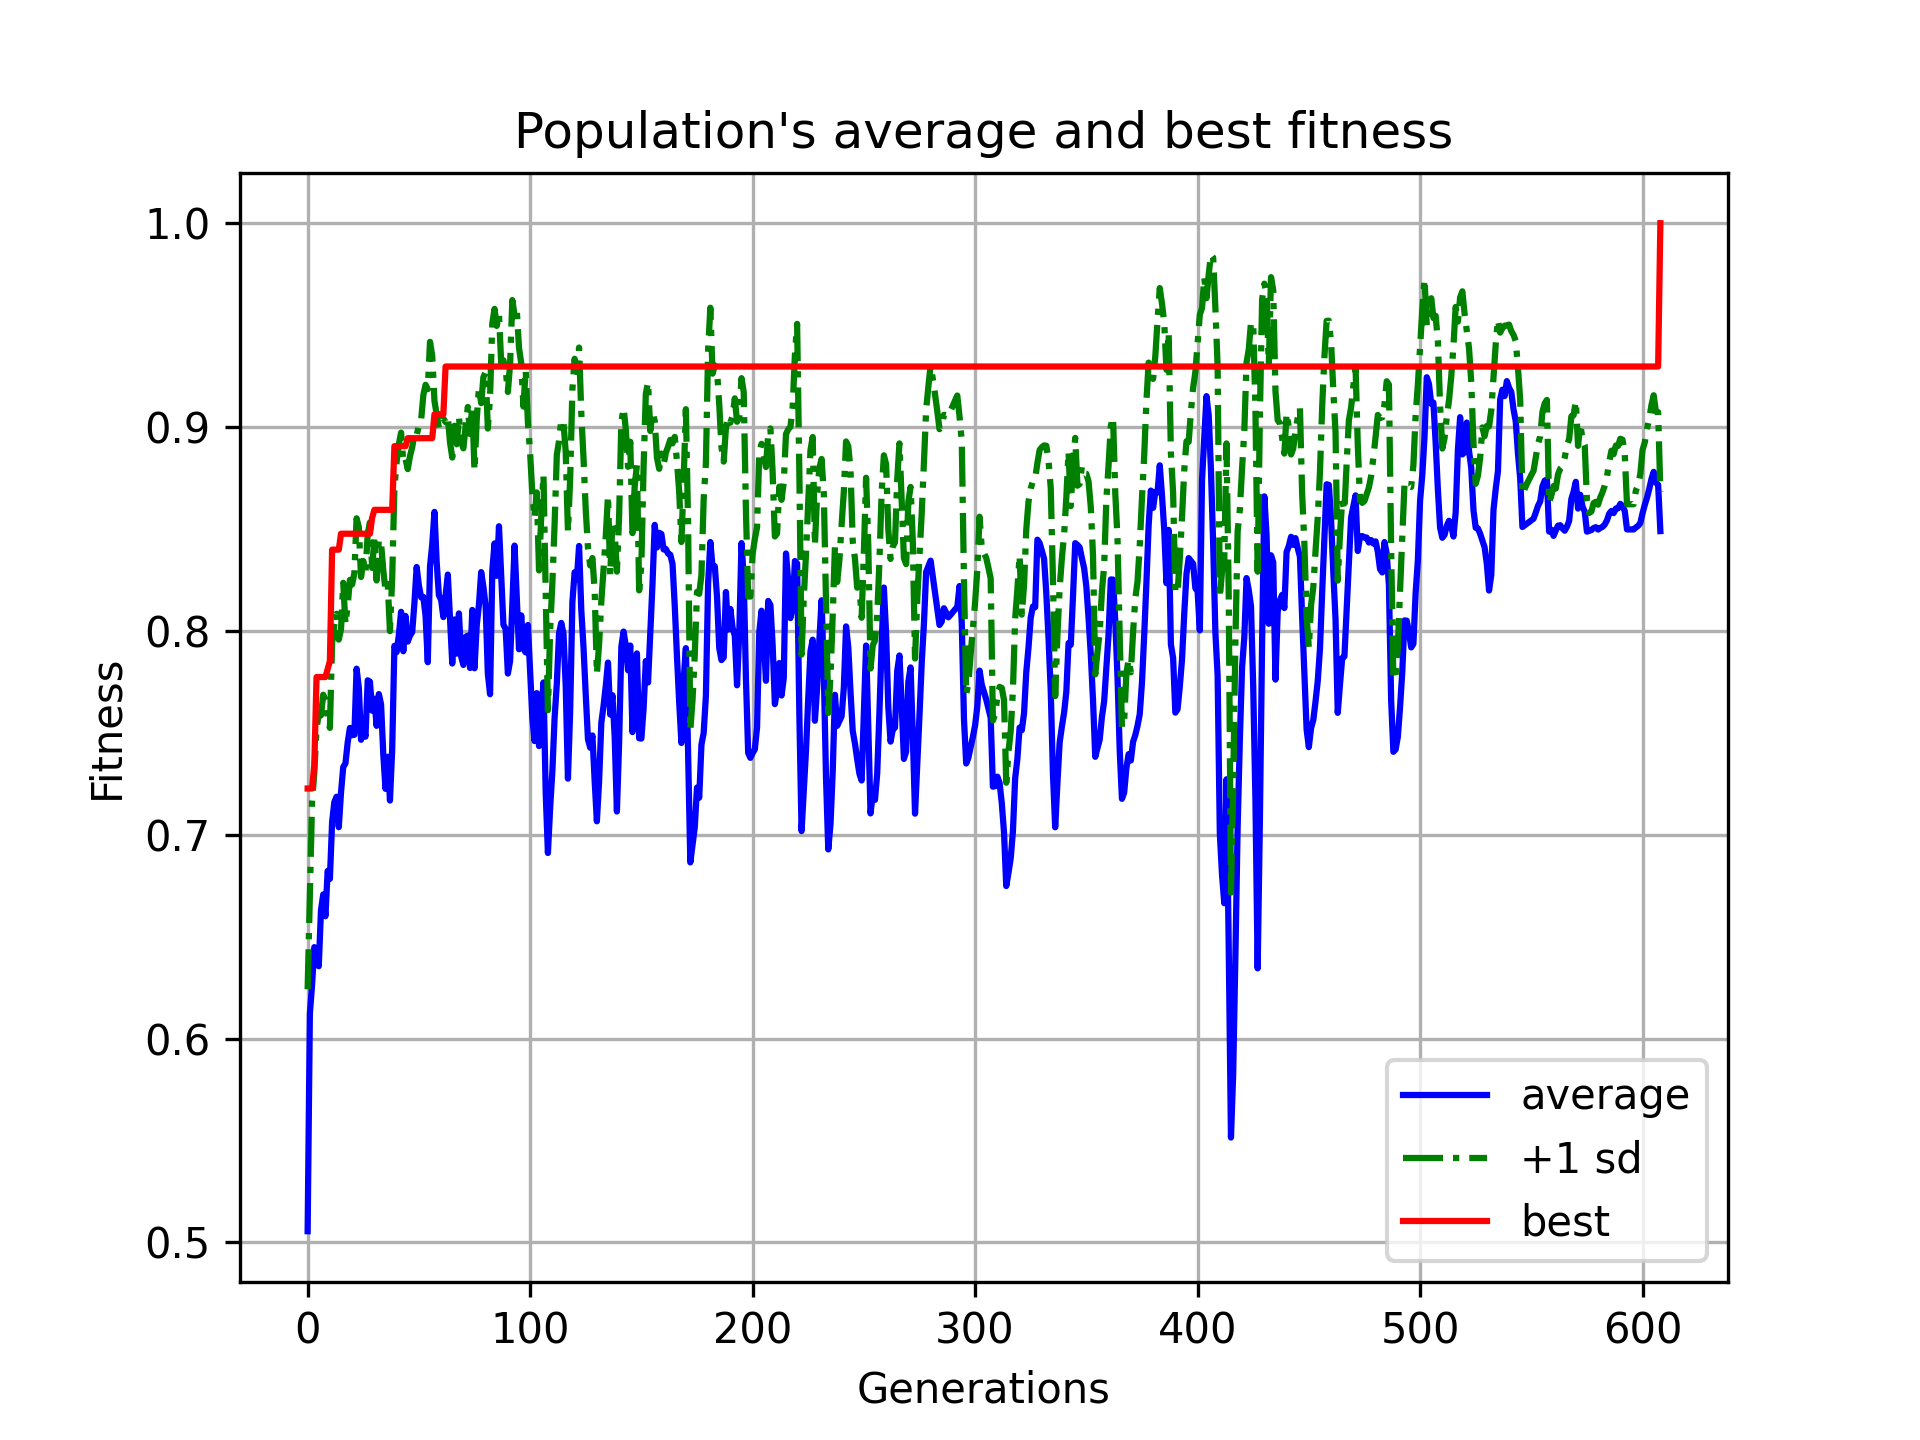 Population's average and best fitness
1.0
0.9
0.8
0.7
0.6
0.5
Fitness
0 100 200 300 400 500 600
Generations
average
+1 sd
best